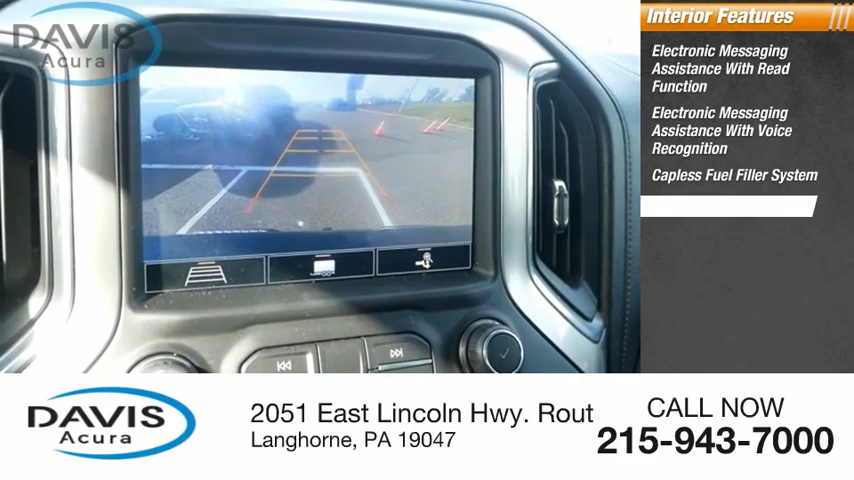 DAVIS
Acura
Interior Features
Electronic Messaging
Assistance With Read
Function
Electronic Messaging
Assistance With Voice
Recognition
Capless Fuel Filler System
DAVIS
Acura
2051 East Lincoln Hwy. Rout
Langhorne, PA 19047
CALL NOW
215-943-7000